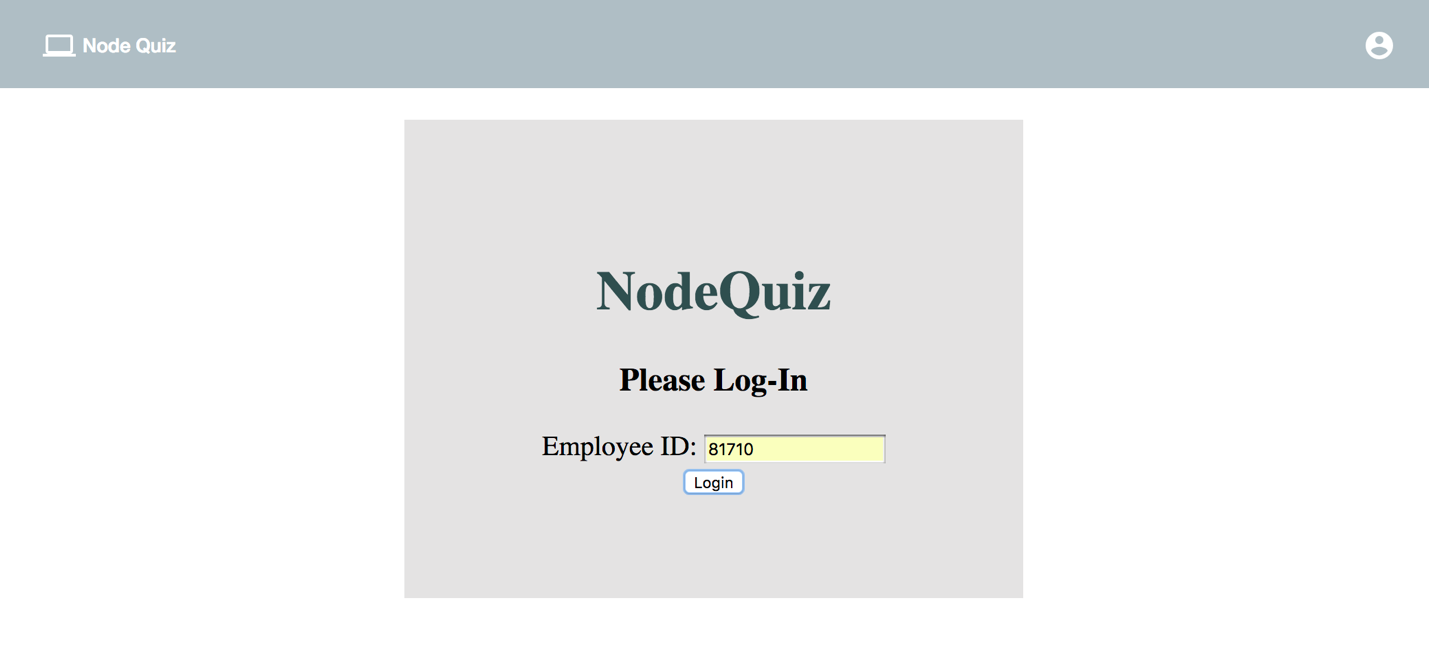 Node Quiz
NodeQuiz
Please Log-In
Employee ID: 81710
Login